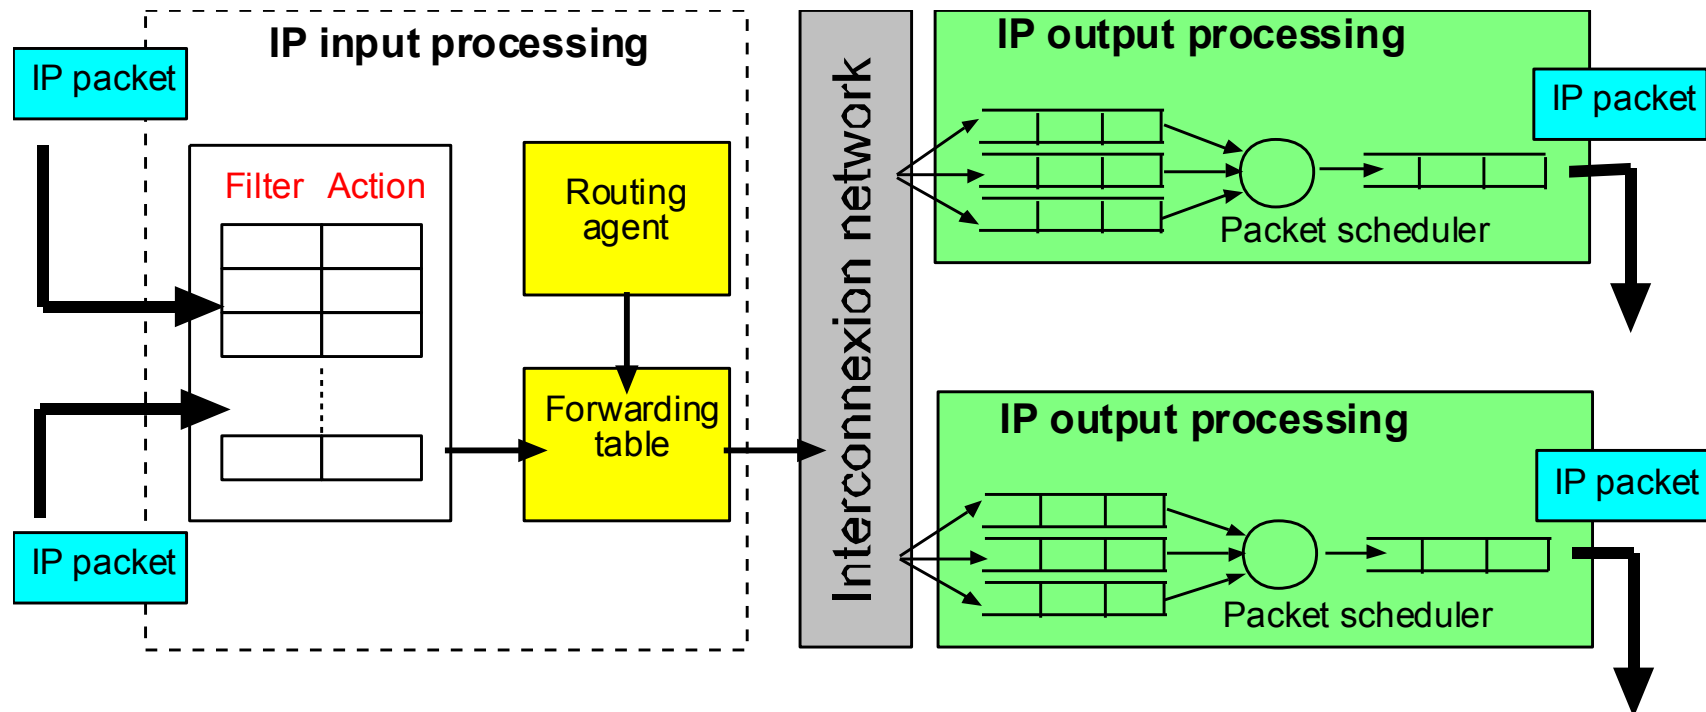 IP input processing
IP packet
Filter Action
Routing
agent
Forwarding
table
IP packet
Interconnexion network
IP output processing
IP packet
Packet scheduler
IP output processing
IP packet
Packet scheduler